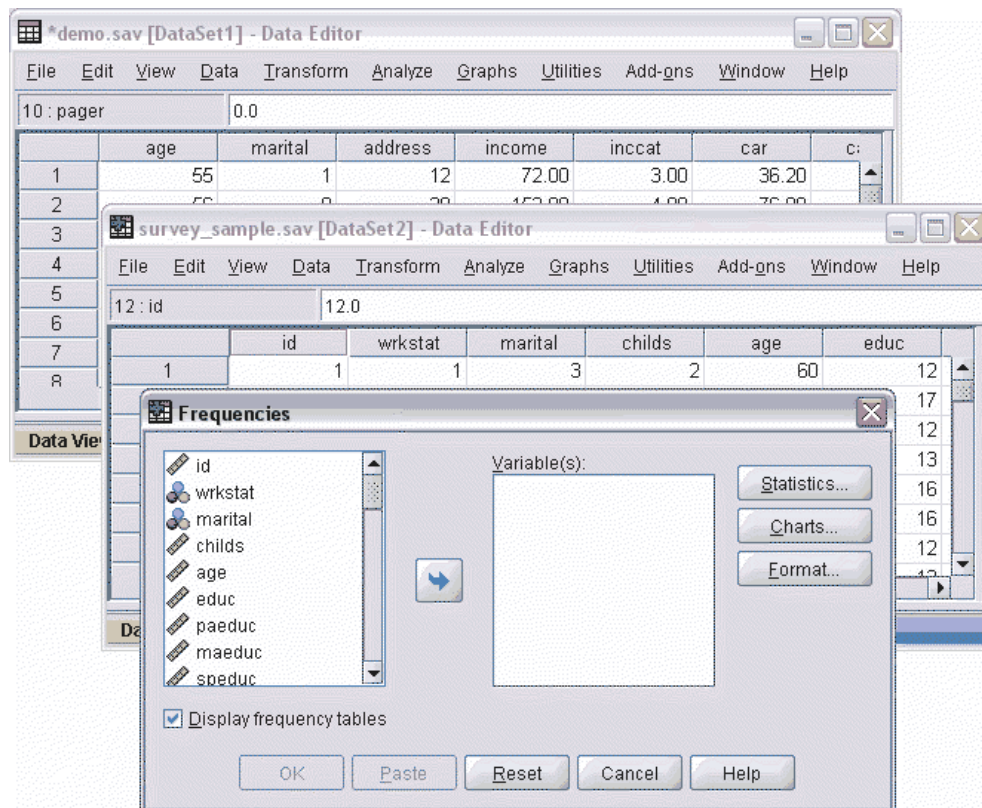 *demo.sav [DataSet1] - Data Editor
File Edit View Data Transform Analyze Graphs Utilities Add-ons Window Help
10 : pager 0.0
age marital address income inccat car
1 55 1 12 72.00 3.00 36.20
2
3
4
5
6
7
8
Data Vie
survey_sample.sav [DataSet2] - Data Editor
File Edit View Data Transform Analyze Graphs Utilities Add-ons Window Help
12 : id 12.0
id wrkstat marital childs age educ
1 1 1 3 2 60 12
17
12
13
16
16
12
Da
Frequencies
id
wrkstat
marital
childs
age
educ
paeduc
maeduc
speduc
Variable(s):
Statistics...
Charts...
Format...
Display frequency tables
OK Paste Reset Cancel Help